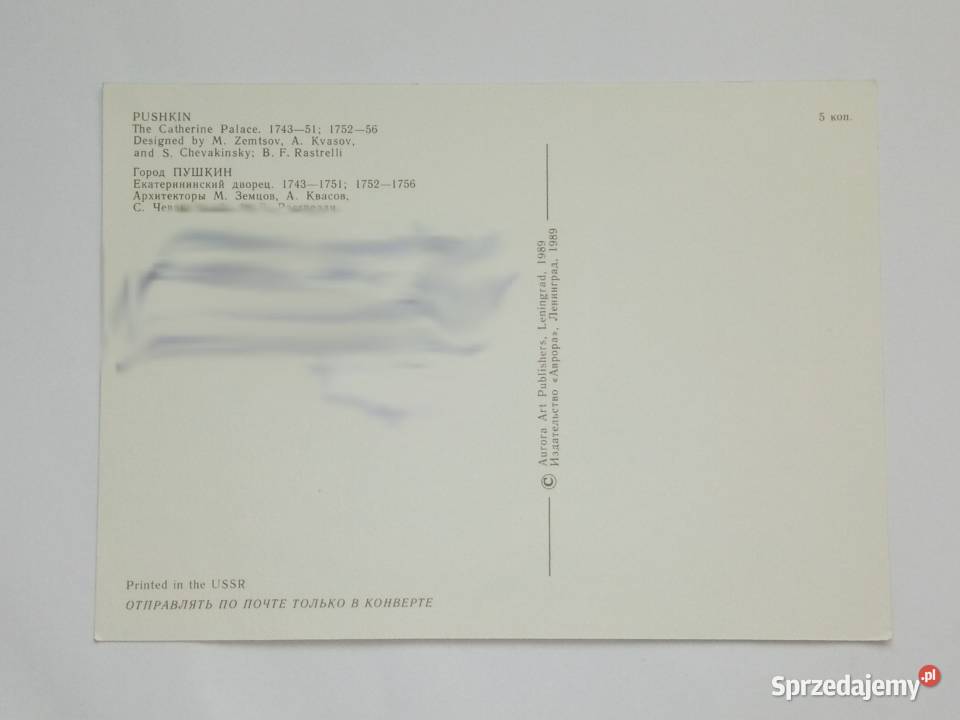 PUSHKIN
The Catherine Palace. 1743—51; 1752—56
Designed by M. Zemtsov, A. Kvasov,
and S. Chevakinsky; B. F. Rastrelli
Город ПУШКИН
Екатерининский дворец. 1743—1751; 1752—1756
Архитекторы М. Земцов, А. Квасов,
С.
5 коп.
© Aurora Art Publishers, Leningrad, 1989
Издательство «Аврора», Ленинград, 1989
Printed in the USSR
ОТПРАВЛЯТЬ ПО ПОЧТЕ ТОЛЬКО В КОНВЕРТЕ
Sprzedajemy.pl